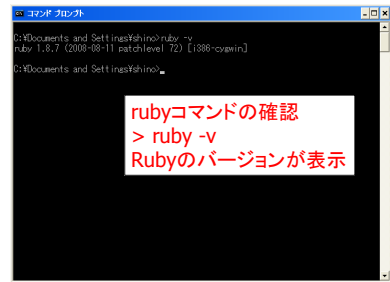 コマンド プロンプト
C:¥Documents and Settings¥shino>ruby -v
ruby 1.8.7 (2008-08-11 patchlevel 72) [i386-cygwin]
C:¥Documents and Settings¥shino>_
rubyコマンドの確認
> ruby -v
Rubyのバージョンが表示